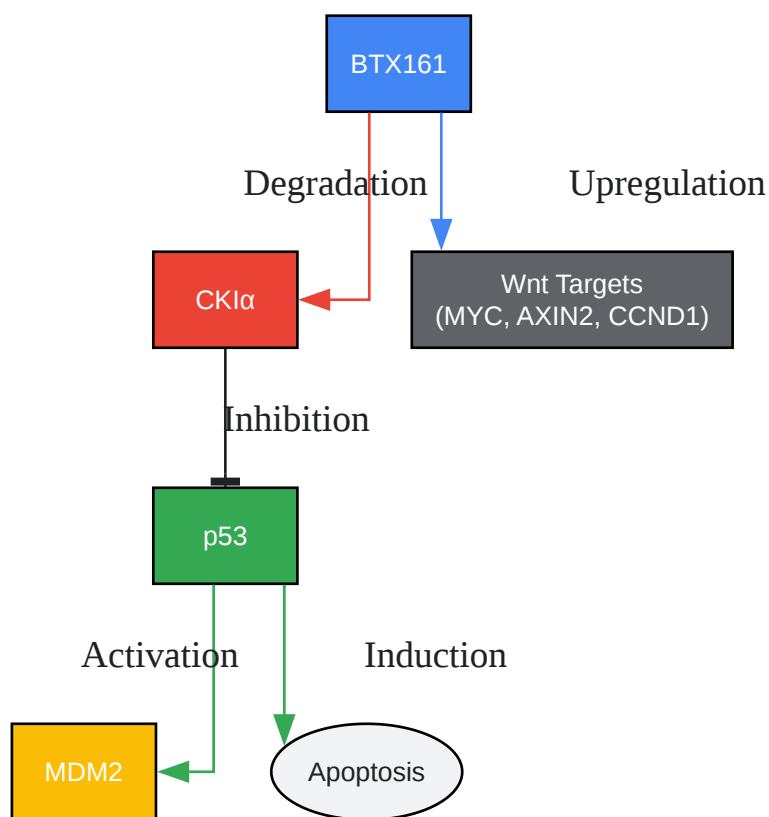 BTX161
Degradation
Upregulation
CKIα
Wnt Targets
(MYC, AXIN2, CCND1)
Inhibition
p53
Activation
Induction
MDM2
Apoptosis